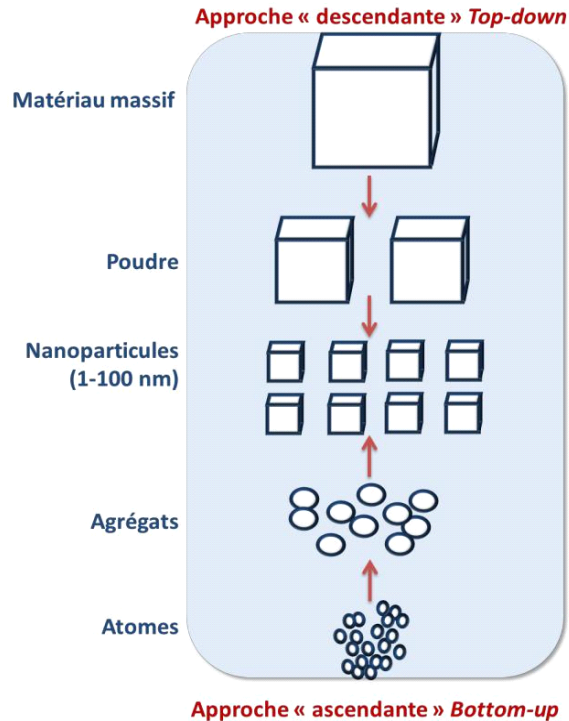 Approche « descendante » Top-down
Matériau massif
Poudre
Nanoparticules
(1-100 nm)
Agrégats
Atomes
Approche « ascendante » Bottom-up